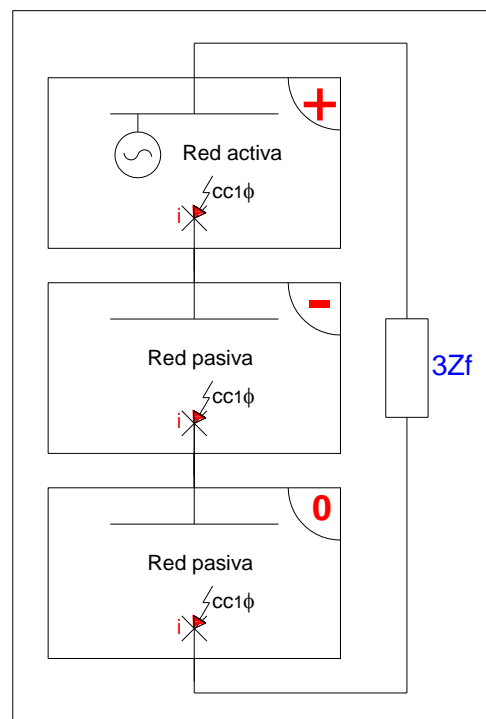 +
Red activa
cc1ϕ
i
-
Red pasiva
cc1ϕ
i
3Zf
0
Red pasiva
cc1ϕ
i